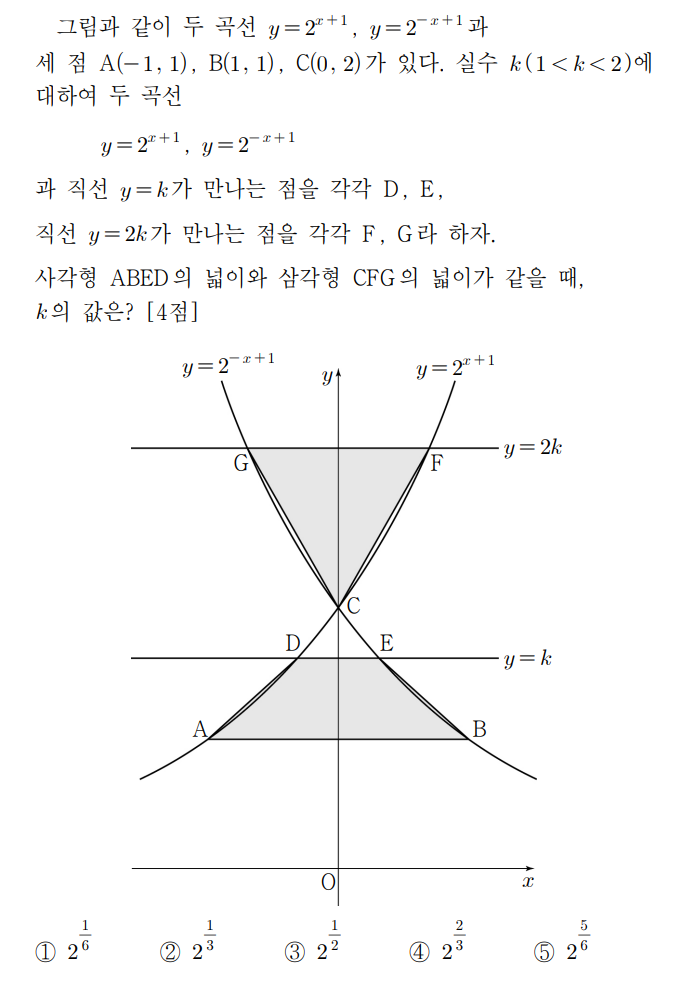 그림과 같이 두 곡선 y=2^{x+1}, y=2^{-x+1}과
세 점 A(-1, 1), B(1, 1), C(0, 2)가 있다. 실수 k(1<k<2)에
대하여 두 곡선
y=2^{x+1}, y=2^{-x+1}
과 직선 y=k가 만나는 점을 각각 D, E,
직선 y=2k가 만나는 점을 각각 F, G라 하자.
사각형 ABED의 넓이와 삼각형 CFG의 넓이가 같을 때,
k의 값은? [4점]
y=2^{-x+1} y y=2^{x+1}
y=2k
G F
C
D E
y=k
A B
O x
① 2^{\frac{1}{6}} ② 2^{\frac{1}{3}} ③ 2^{\frac{1}{2}} ④ 2^{\frac{2}{3}} ⑤ 2^{\frac{5}{6}}